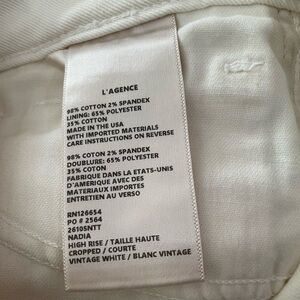 L'AGENCE
98% COTTON 2% SPANDEX
LINING: 65% POLYESTER
35% COTTON
MADE IN THE USA
WITH IMPORTED MATERIALS
CARE INSTRUCTIONS ON REVERSE
98% COTON 2% SPANDEX
DOUBLURE: 65% POLYESTER
35% COTON
FABRIQUE DANS LA ETATS-UNIS
D'AMERIQUE AVEC DES
MATERIAUX IMPORTES
ENTRETIEN AU VERSO
RN126654
PO # 2564
26105NTT
NADIA
HIGH RISE / TAILLE HAUTE
CROPPED / COURTE
VINTAGE WHITE / BLANC VINTAGE